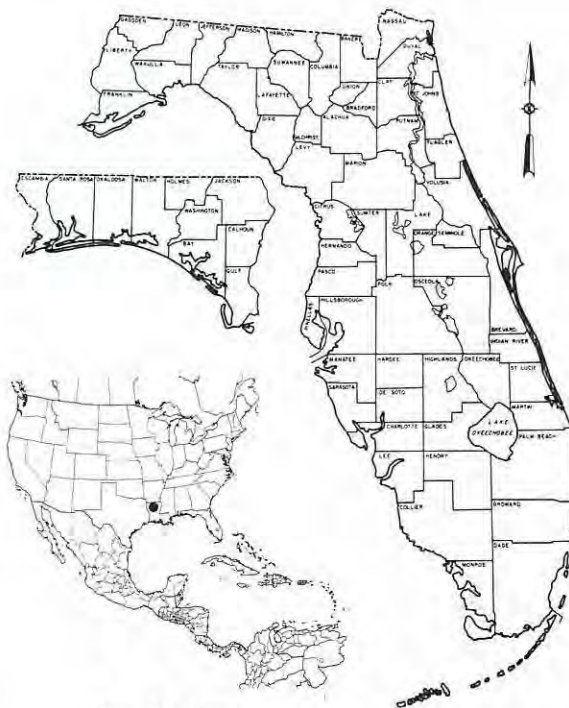 NASSAU
GADSDEN
LEON
JEFFERSON
MADISON
HAMILTON
BAKER
DUVAL
LIBERTY
WAKULLA
TAYLOR
SUWANNEE
COLUMBIA
UNION
CLAY
ST JOHNS
FRANKLIN
LAFAYETTE
BRADFORD
DIXIE
GILCHRIST
ALACHUA
PUTNAM
FLAGLER
LEVY
MARION
VOLUSIA
ESCAMBIA
SANTA ROSA
OKALOOSA
WALTON
HOLMES
JACKSON
WASHINGTON
BAY
CALHOUN
GULF
CITRUS
SUMTER
LAKE
HERNANDO
ORANGE
SEMINOLE
PASCO
POLK
OSCEOLA
HILLSBOROUGH
PINELLAS
BREVARD
INDIAN RIVER
MANATEE
HARDEE
HIGHLANDS
OKEECHOBEE
ST LUCIE
SARASOTA
DE SOTO
MARTIN
CHARLOTTE
GLADES
LAKE
OKEECHOBEE
PALM BEACH
LEE
HENDRY
COLLIER
BROWARD
DADE
MONROE